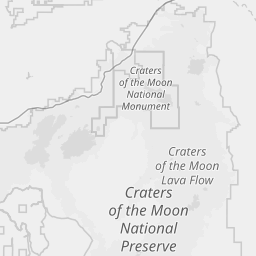 Craters
of the Moon
National
Monument
Craters
of the Moon
Lava Flow
Craters
of the Moon
National
Preserve